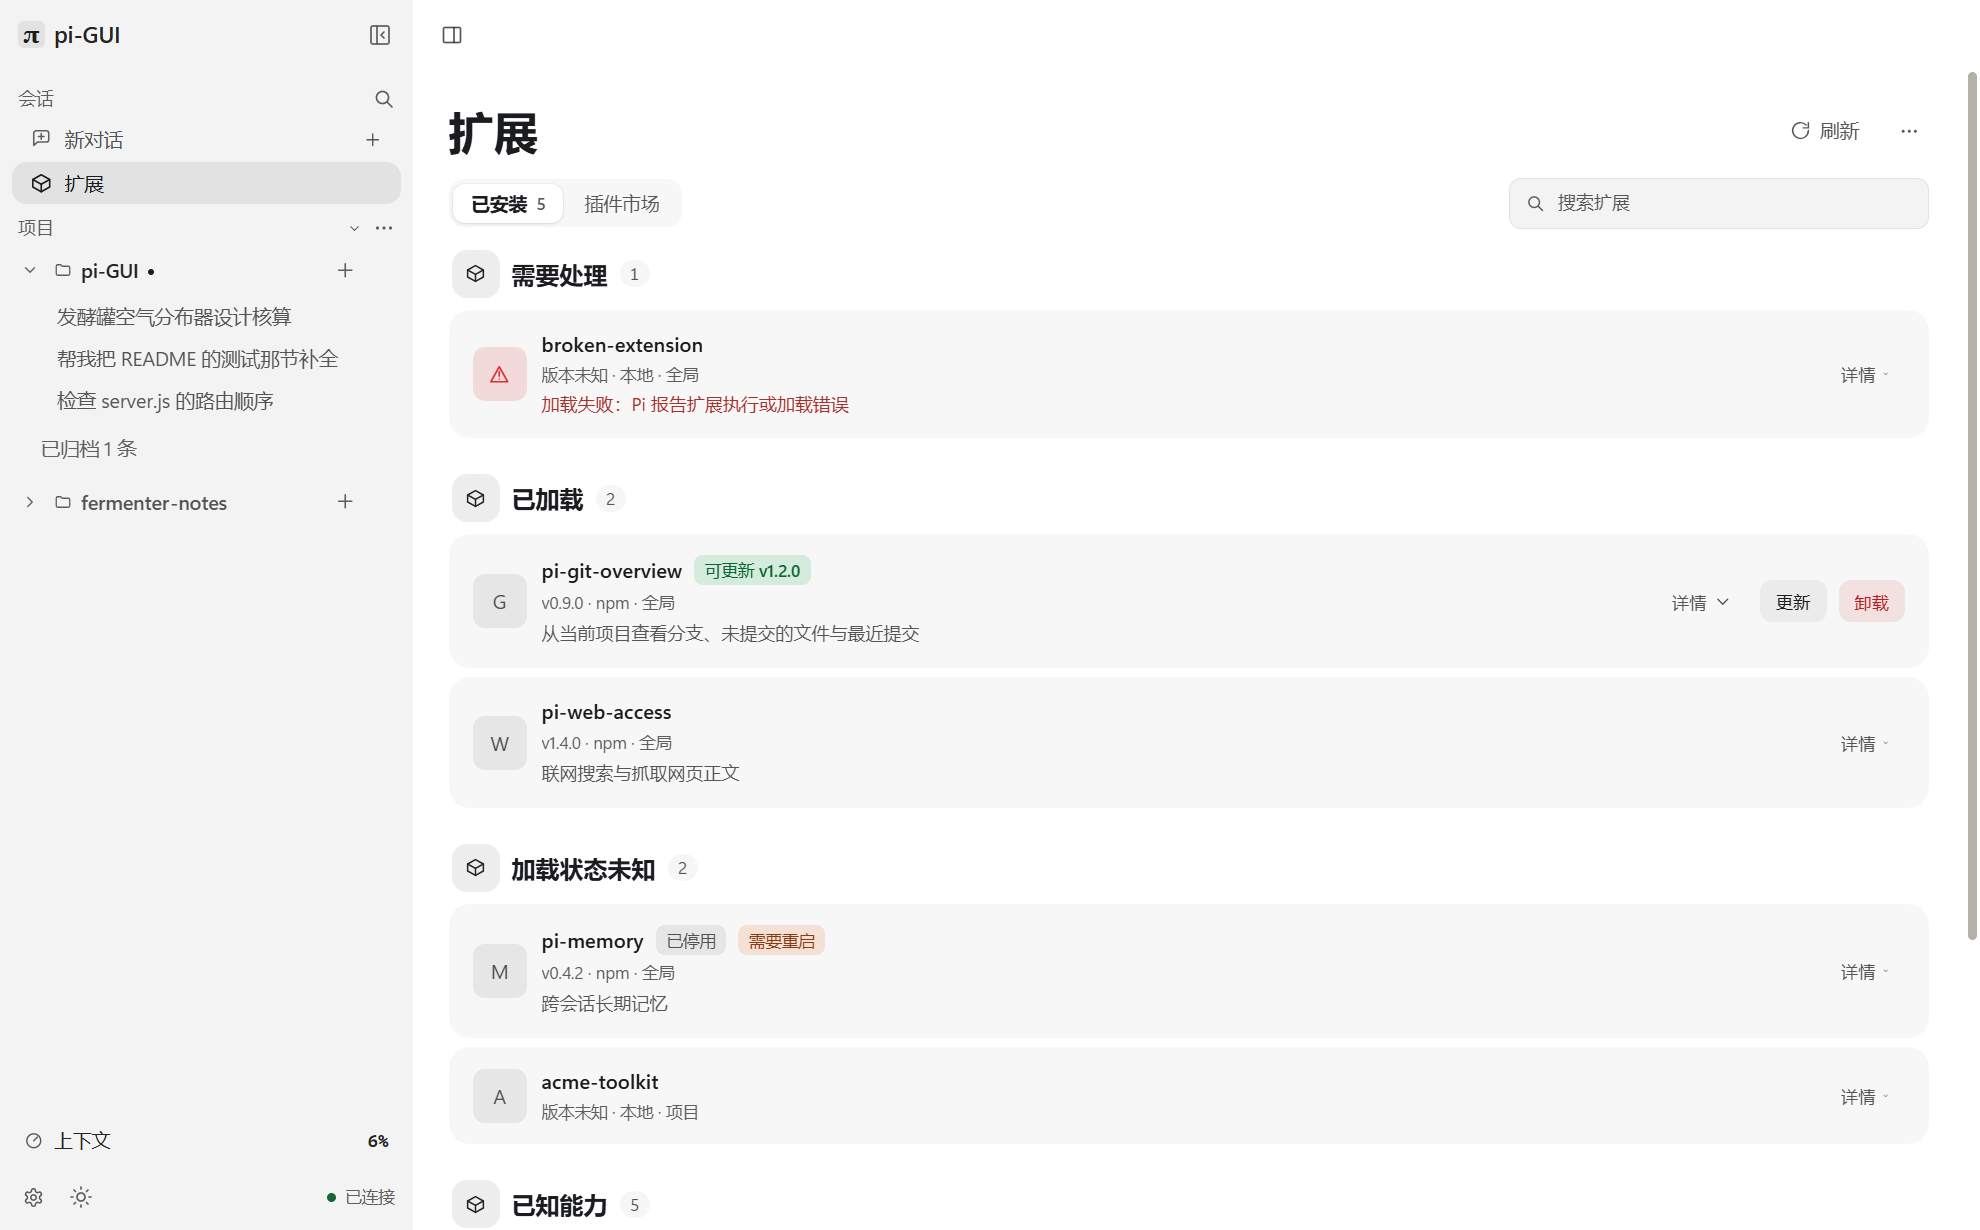 π pi-GUI
会话
新对话
扩展
项目
pi-GUI •
发酵罐空气分布器设计核算
帮我把 README 的测试那节补全
检查 server.js 的路由顺序
已归档 1 条
fermenter-notes
上下文 6%
已连接
扩展
刷新
已安装 5 插件市场
搜索扩展
需要处理 1
broken-extension
版本未知 · 本地 · 全局
加载失败：Pi 报告扩展执行或加载错误
详情
已加载 2
G
pi-git-overview 可更新 v1.2.0
v0.9.0 · npm · 全局
从当前项目查看分支、未提交的文件与最近提交
详情 更新 卸载
W
pi-web-access
v1.4.0 · npm · 全局
联网搜索与抓取网页正文
详情
加载状态未知 2
M
pi-memory 已停用 需要重启
v0.4.2 · npm · 全局
跨会话长期记忆
详情
A
acme-toolkit
版本未知 · 本地 · 项目
详情
已知能力 5